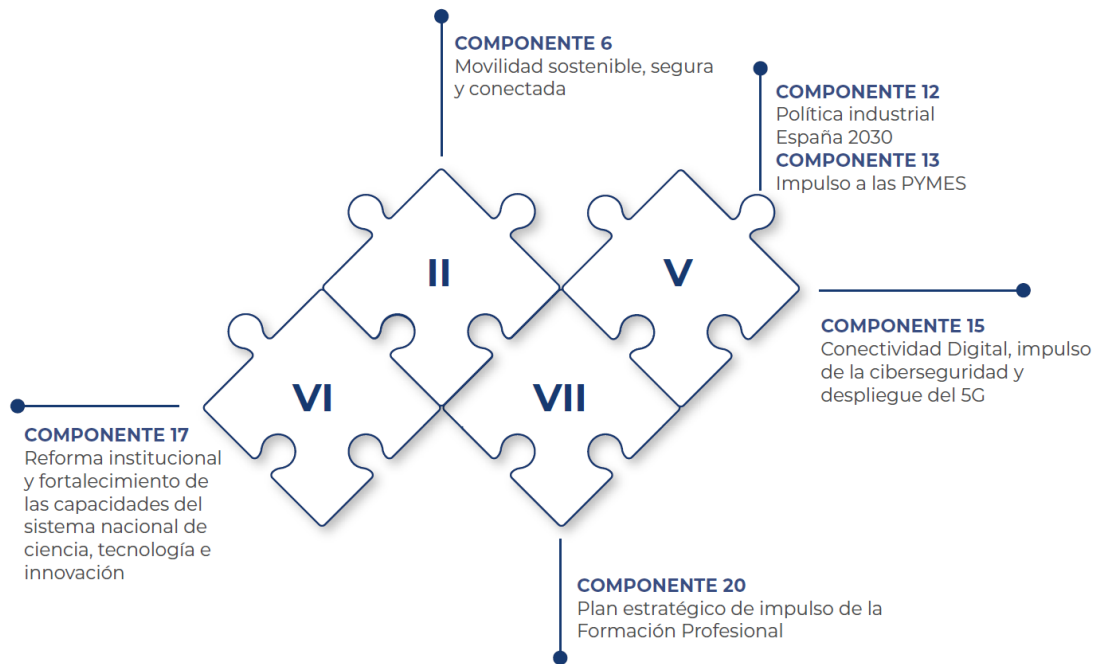 COMPONENTE 6
Movilidad sostenible, segura
y conectada
COMPONENTE 12
Política industrial
España 2030
COMPONENTE 13
Impulso a las PYMES
II
V
COMPONENTE 15
Conectividad Digital, impulso
de la ciberseguridad y
despliegue del 5G
VI
VII
COMPONENTE 17
Reforma institucional
y fortalecimiento de
las capacidades del
sistema nacional de
ciencia, tecnología e
innovación
COMPONENTE 20
Plan estratégico de impulso de la
Formación Profesional